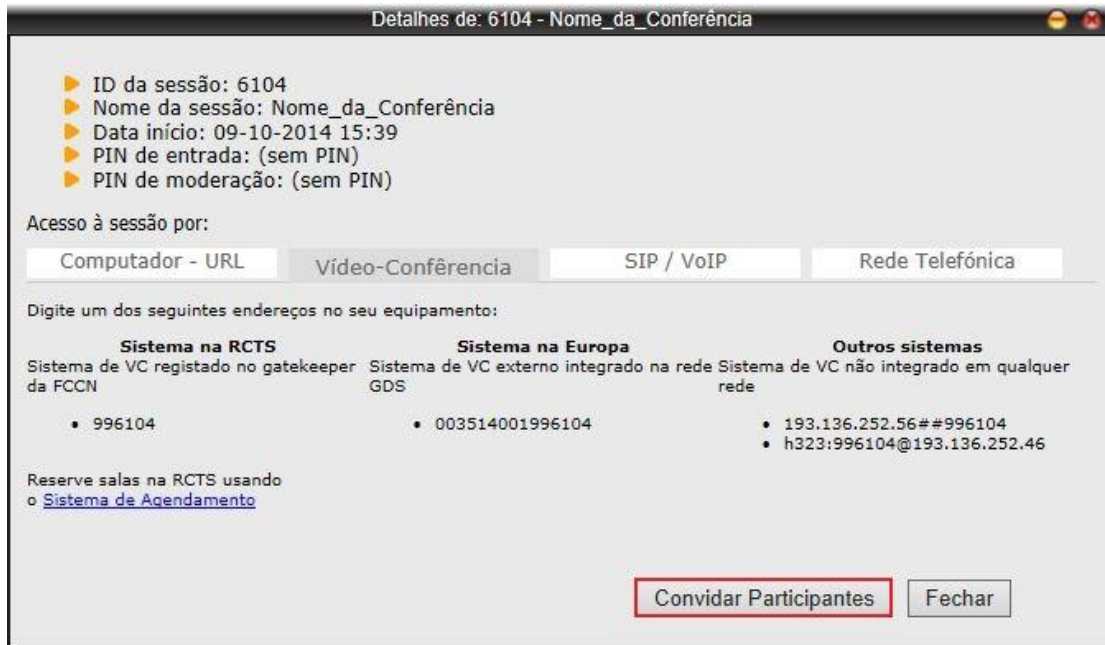 Detalhes de: 6104 - Nome_da_Conferência
ID da sessão: 6104
Nome da sessão: Nome_da_Conferência
Data início: 09-10-2014 15:39
PIN de entrada: (sem PIN)
PIN de moderação: (sem PIN)
Acesso à sessão por:
Computador - URL
Vídeo-Confêrencia
SIP / VoIP
Rede Telefónica
Digite um dos seguintes endereços no seu equipamento:
Sistema na RCTS
Sistema de VC registado no gatekeeper
da FCCN
• 996104
Sistema na Europa
Sistema de VC externo integrado na rede
GDS
• 003514001996104
Outros sistemas
Sistema de VC não integrado em qualquer
rede
• 193.136.252.56##996104
• h323:996104@193.136.252.46
Reserve salas na RCTS usando
o Sistema de Agendamento
Convidar Participantes
Fechar